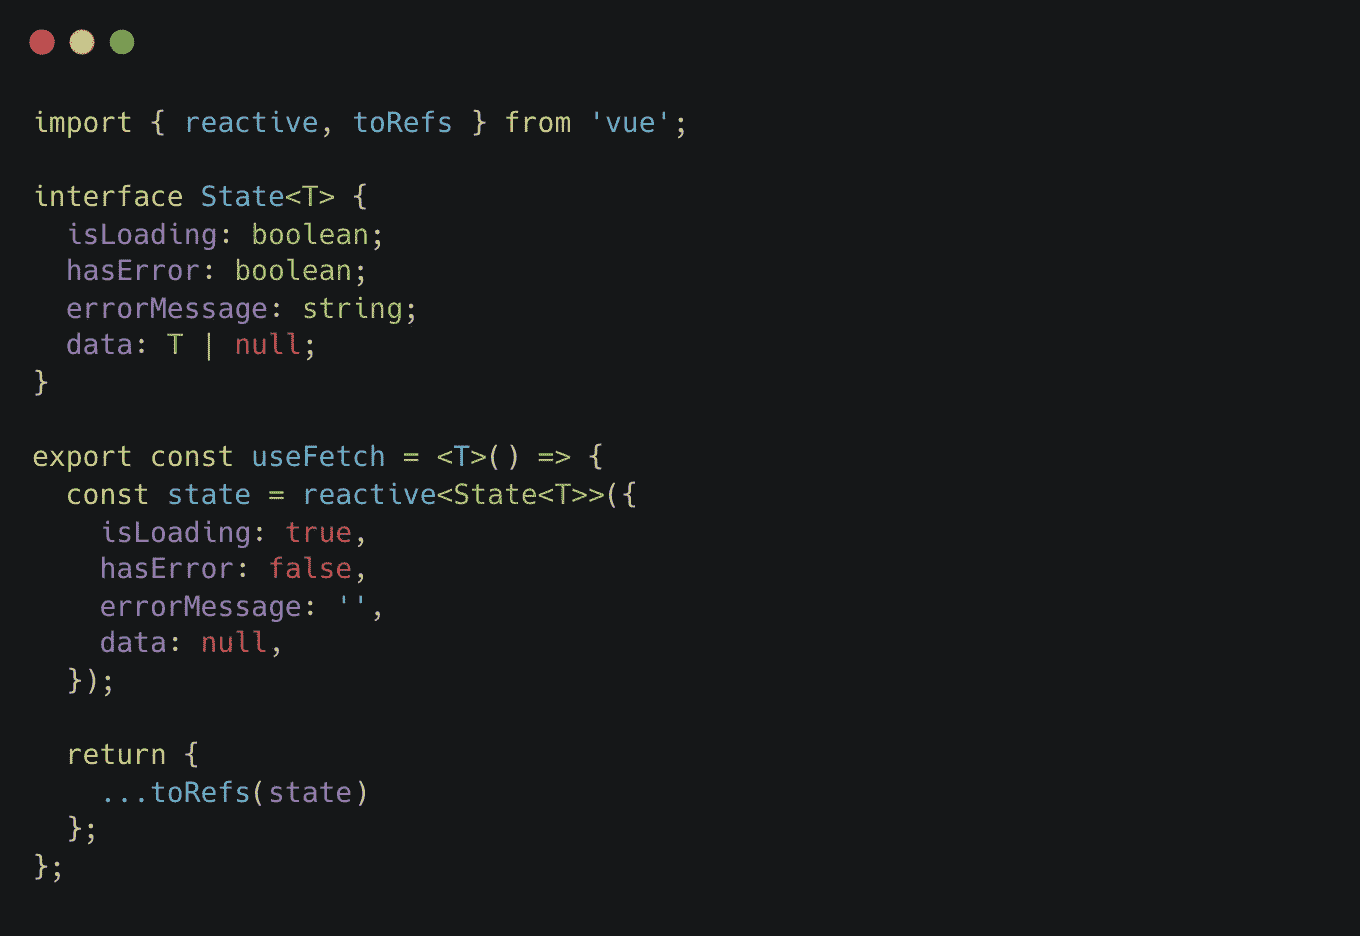 import { reactive, toRefs } from 'vue';

interface State<T> {
  isLoading: boolean;
  hasError: boolean;
  errorMessage: string;
  data: T | null;
}

export const useFetch = <T>() => {
  const state = reactive<State<T>>({
    isLoading: true,
    hasError: false,
    errorMessage: '',
    data: null,
  });

  return {
    ...toRefs(state)
  };
};